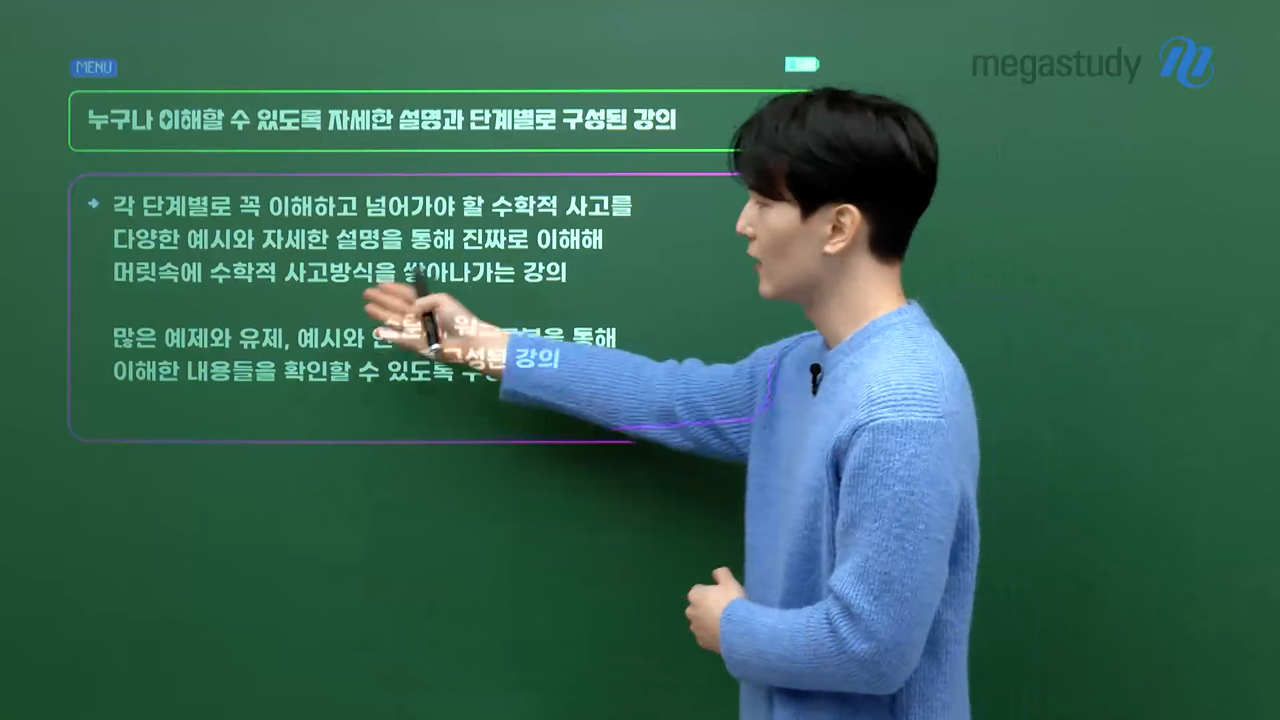 MENU
megastudy
누구나 이해할 수 있도록 자세한 설명과 단계별로 구성된 강의
각 단계별로 꼭 이해하고 넘어가야 할 수학적 사고를
다양한 예시와 자세한 설명을 통해 진짜로 이해해
머릿속에 수학적 사고방식을 쌓아나가는 강의
많은 예제와 유제, 예시와 통해
이해한 내용들을 확인할 수 있도록 구성된 강의